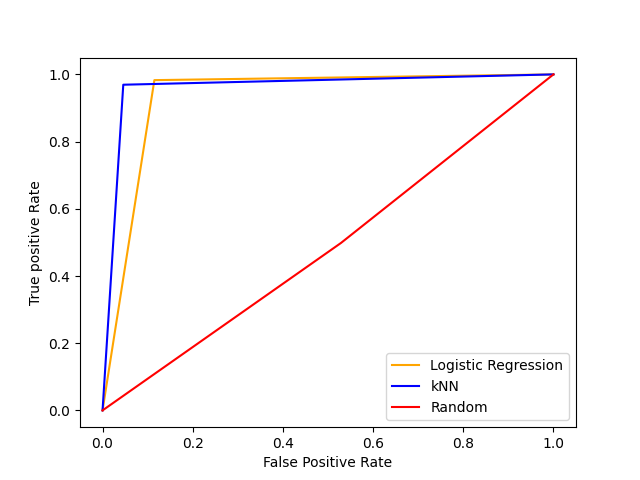 1.0
0.8
0.6
0.4
0.2
0.0
True positive Rate
Logistic Regression
kNN
Random
0.0 0.2 0.4 0.6 0.8 1.0
False Positive Rate